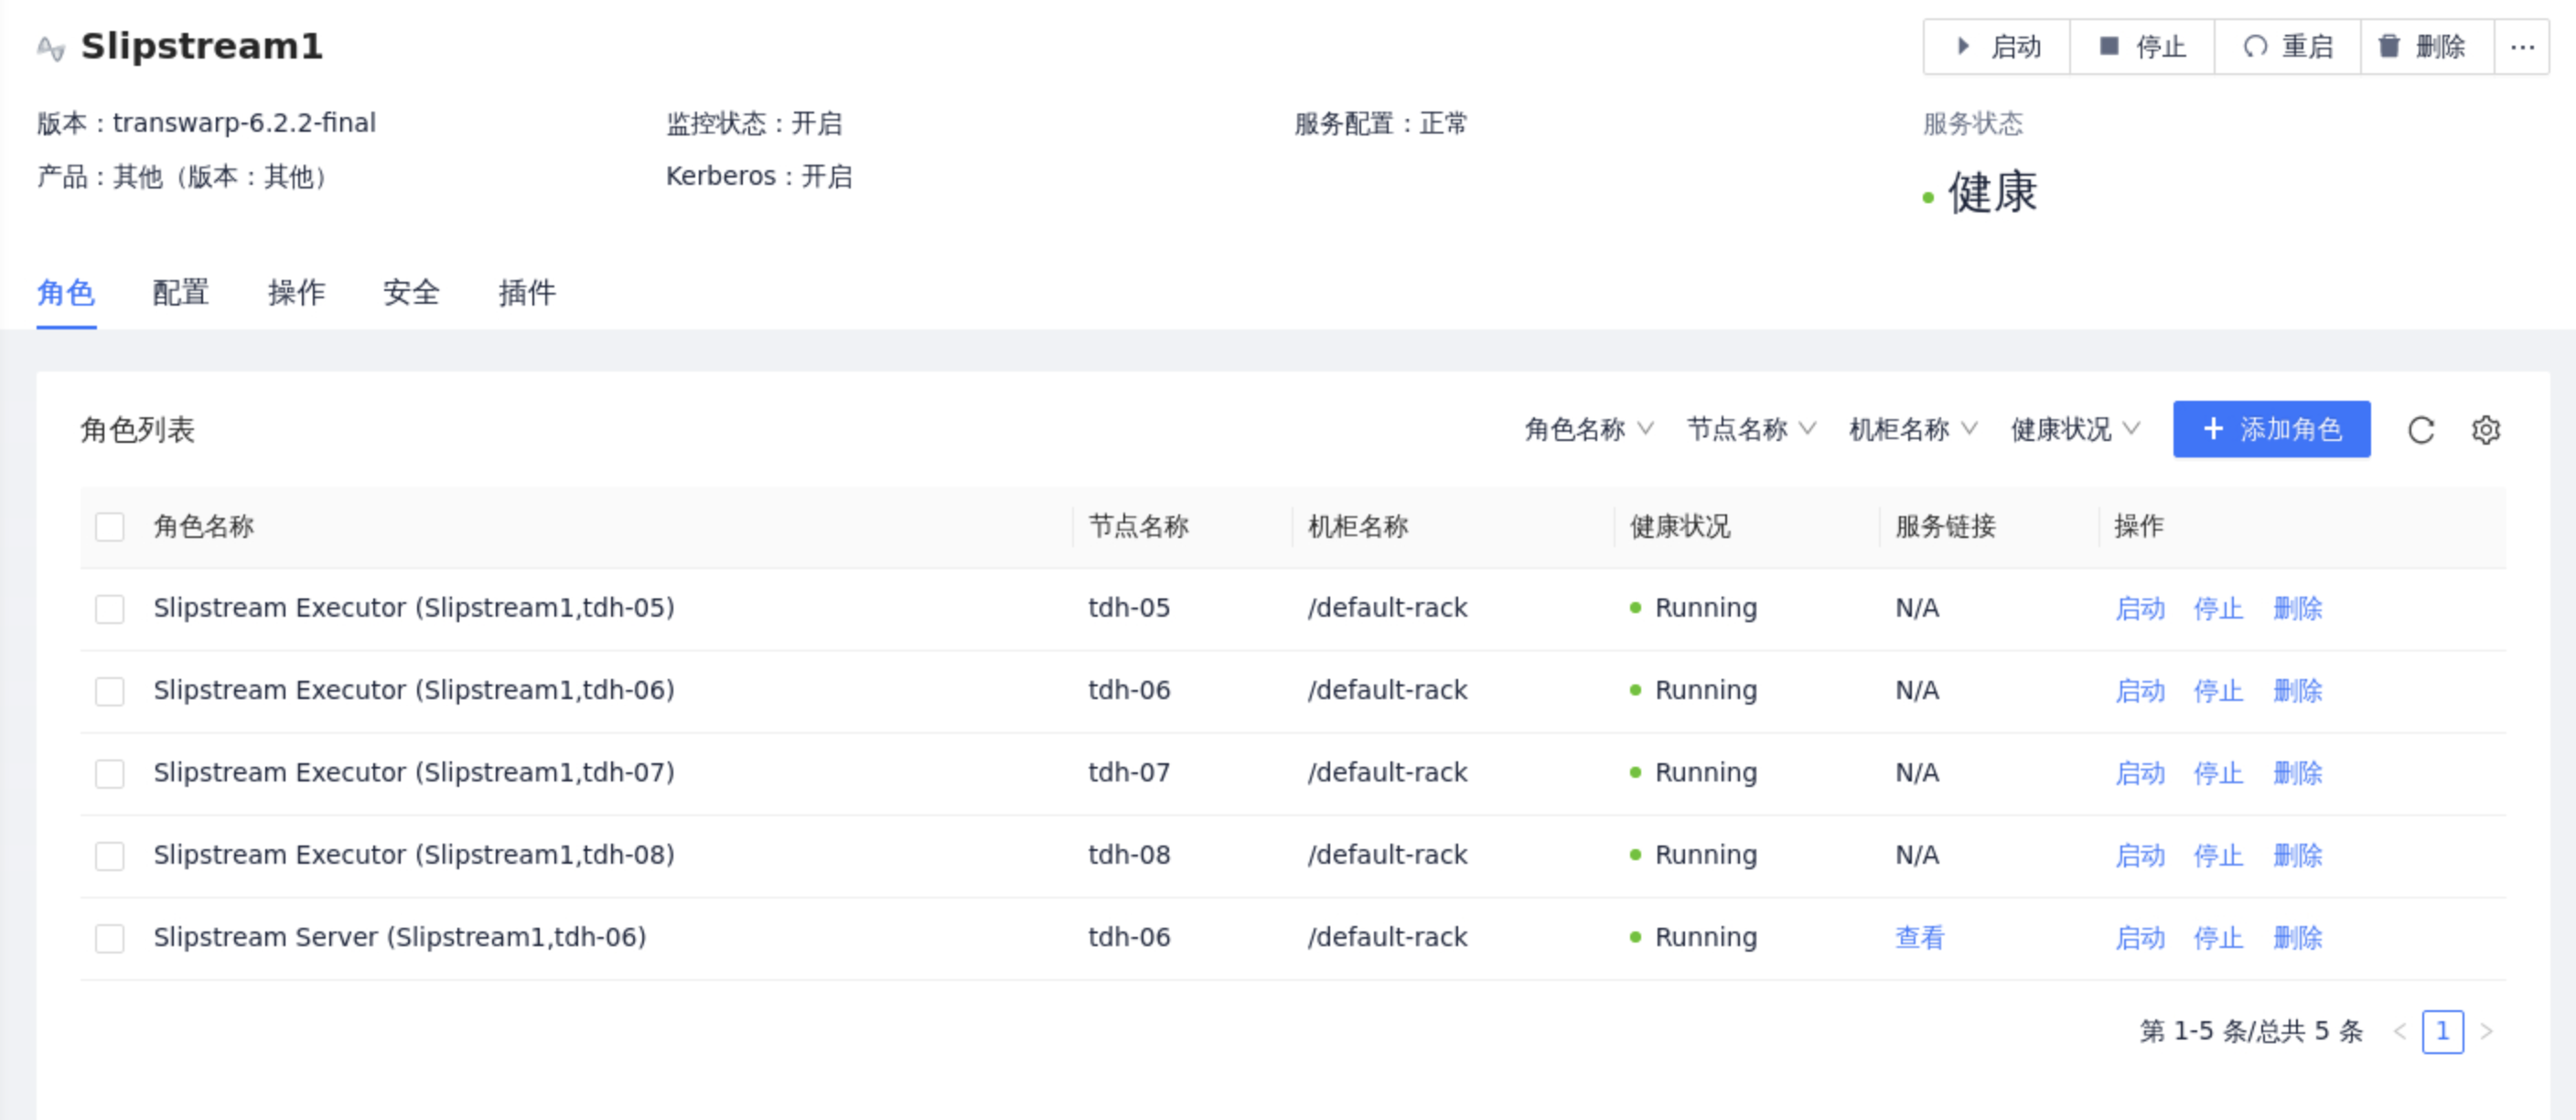 Slipstream1
启动 停止 重启 删除 ...
版本：transwarp-6.2.2-final 监控状态：开启 服务配置：正常 服务状态
产品：其他（版本：其他） Kerberos：开启 健康
角色 配置 操作 安全 插件
角色列表 角色名称 节点名称 机柜名称 健康状况 + 添加角色
角色名称 节点名称 机柜名称 健康状况 服务链接 操作
Slipstream Executor (Slipstream1,tdh-05) tdh-05 /default-rack Running N/A 启动 停止 删除
Slipstream Executor (Slipstream1,tdh-06) tdh-06 /default-rack Running N/A 启动 停止 删除
Slipstream Executor (Slipstream1,tdh-07) tdh-07 /default-rack Running N/A 启动 停止 删除
Slipstream Executor (Slipstream1,tdh-08) tdh-08 /default-rack Running N/A 启动 停止 删除
Slipstream Server (Slipstream1,tdh-06) tdh-06 /default-rack Running 查看 启动 停止 删除
第 1-5 条/总共 5 条 < 1 >